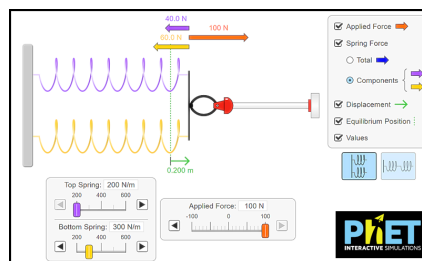 40.0 N
100 N
60.0 N
0.200 m
Applied Force
Spring Force
Total
Components
Displacement
Equilibrium Position
Values
Top Spring: 200 N/m
200 400 600
Bottom Spring: 300 N/m
200 400 600
Applied Force: 100 N
-100 0 100
PhET
INTERACTIVE SIMULATIONS